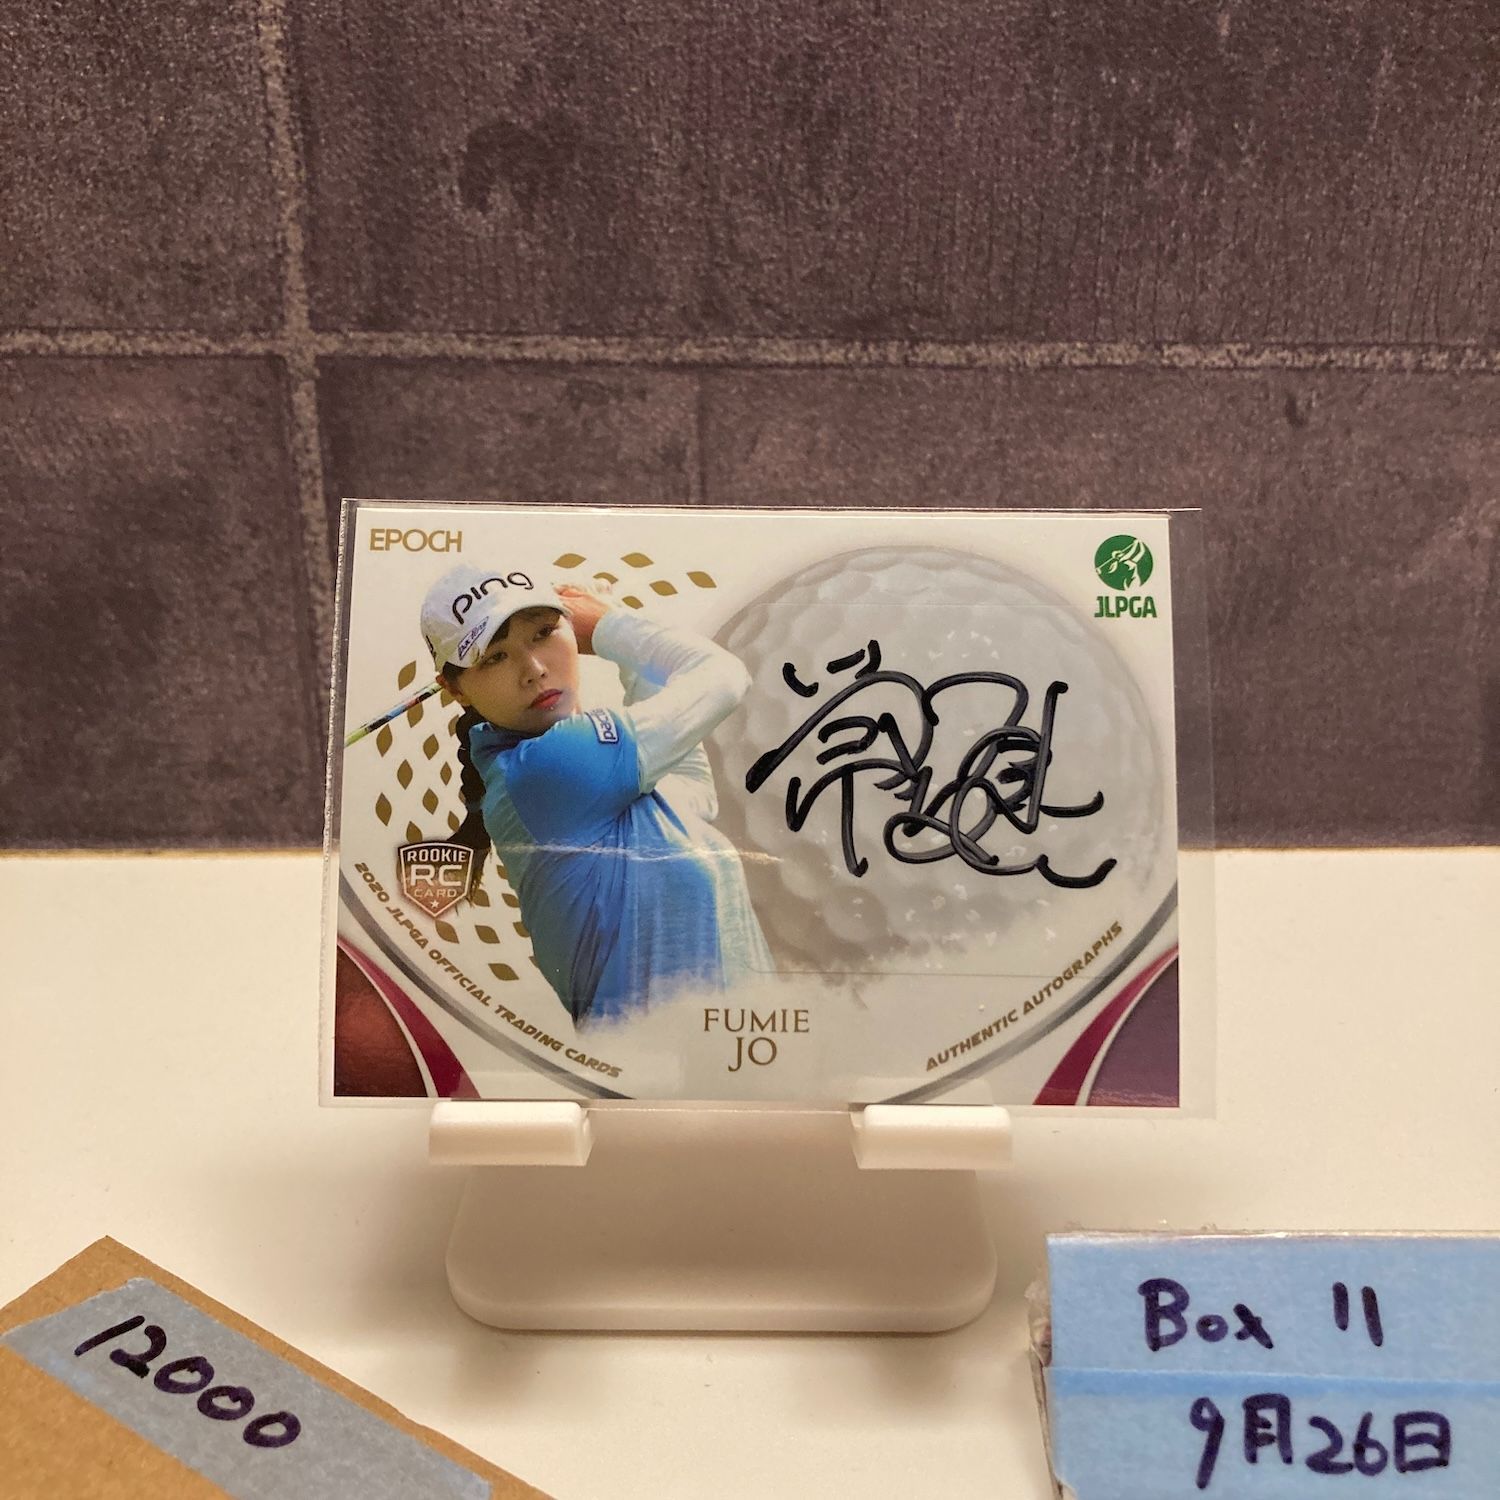 EPOCH
JLPGA
ping
pacific
ROOKIE
RC
CARD
2020 JLPGA OFFICIAL TRADING CARDS
FUMIE
JO
AUTHENTIC AUTOGRAPHS
12000
Box 11
9月26日